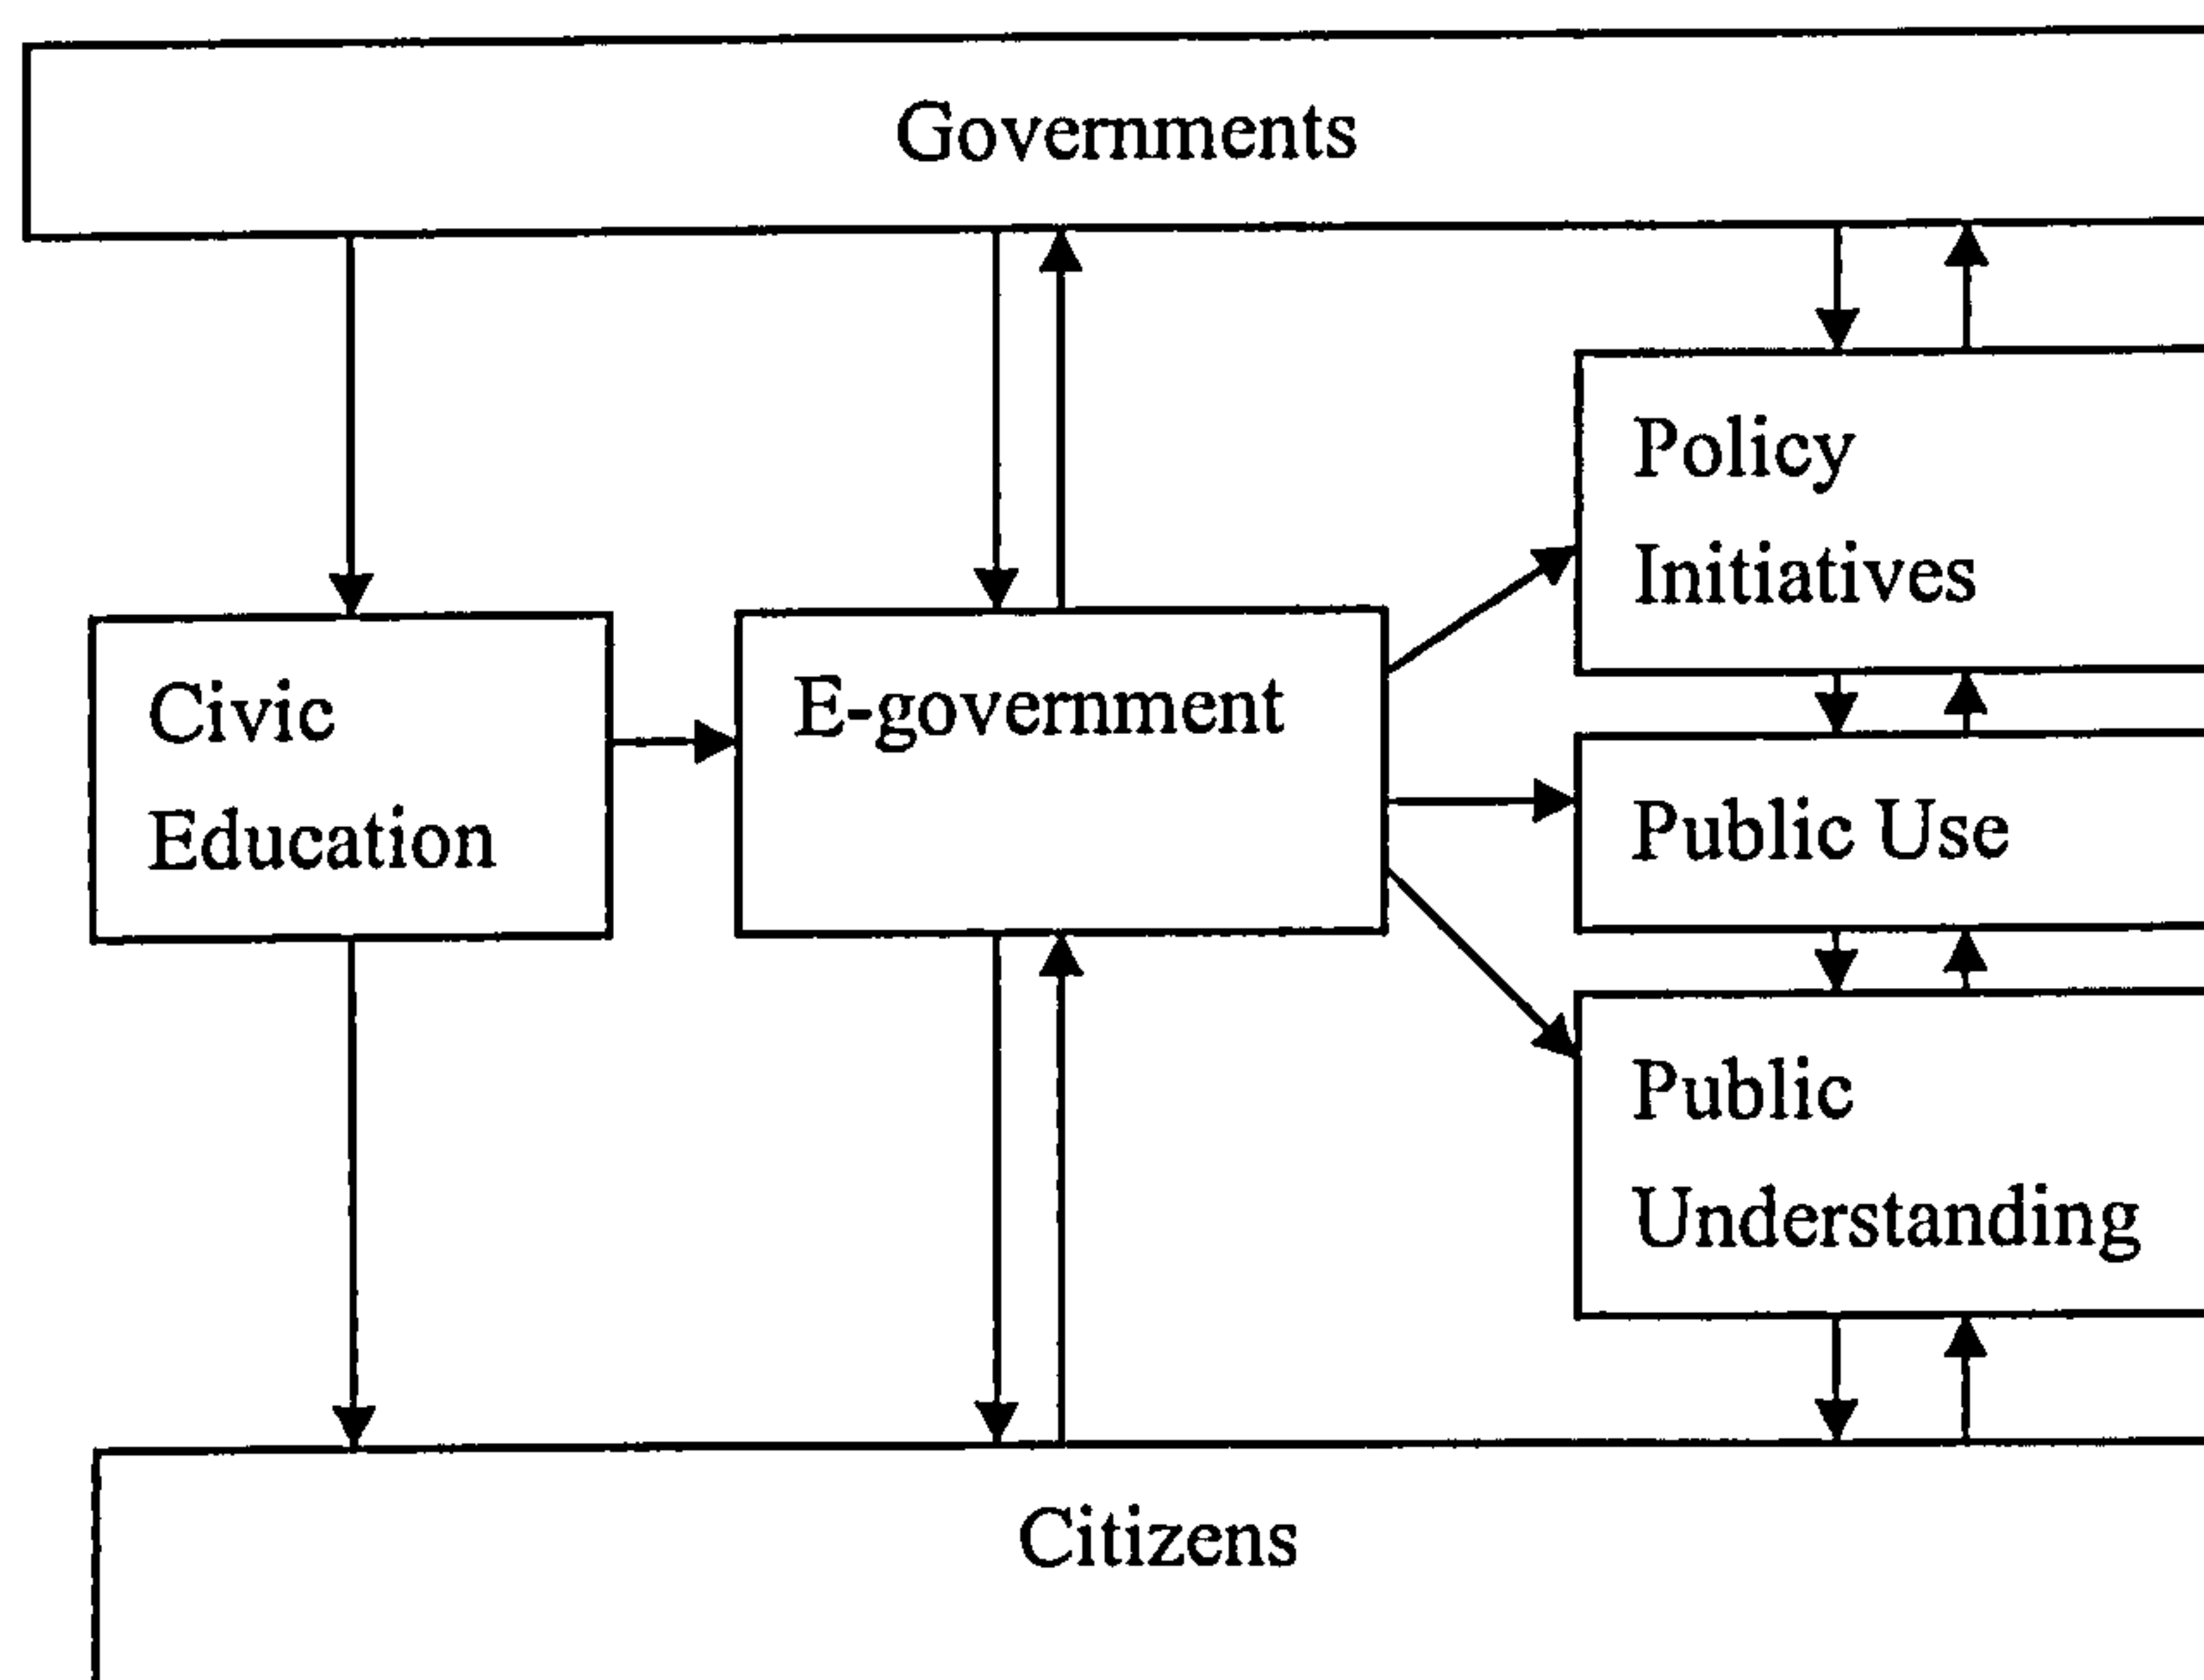 Governments
Policy
Initiatives
Civic
Education
E-government
Public Use
Public
Understanding
Citizens